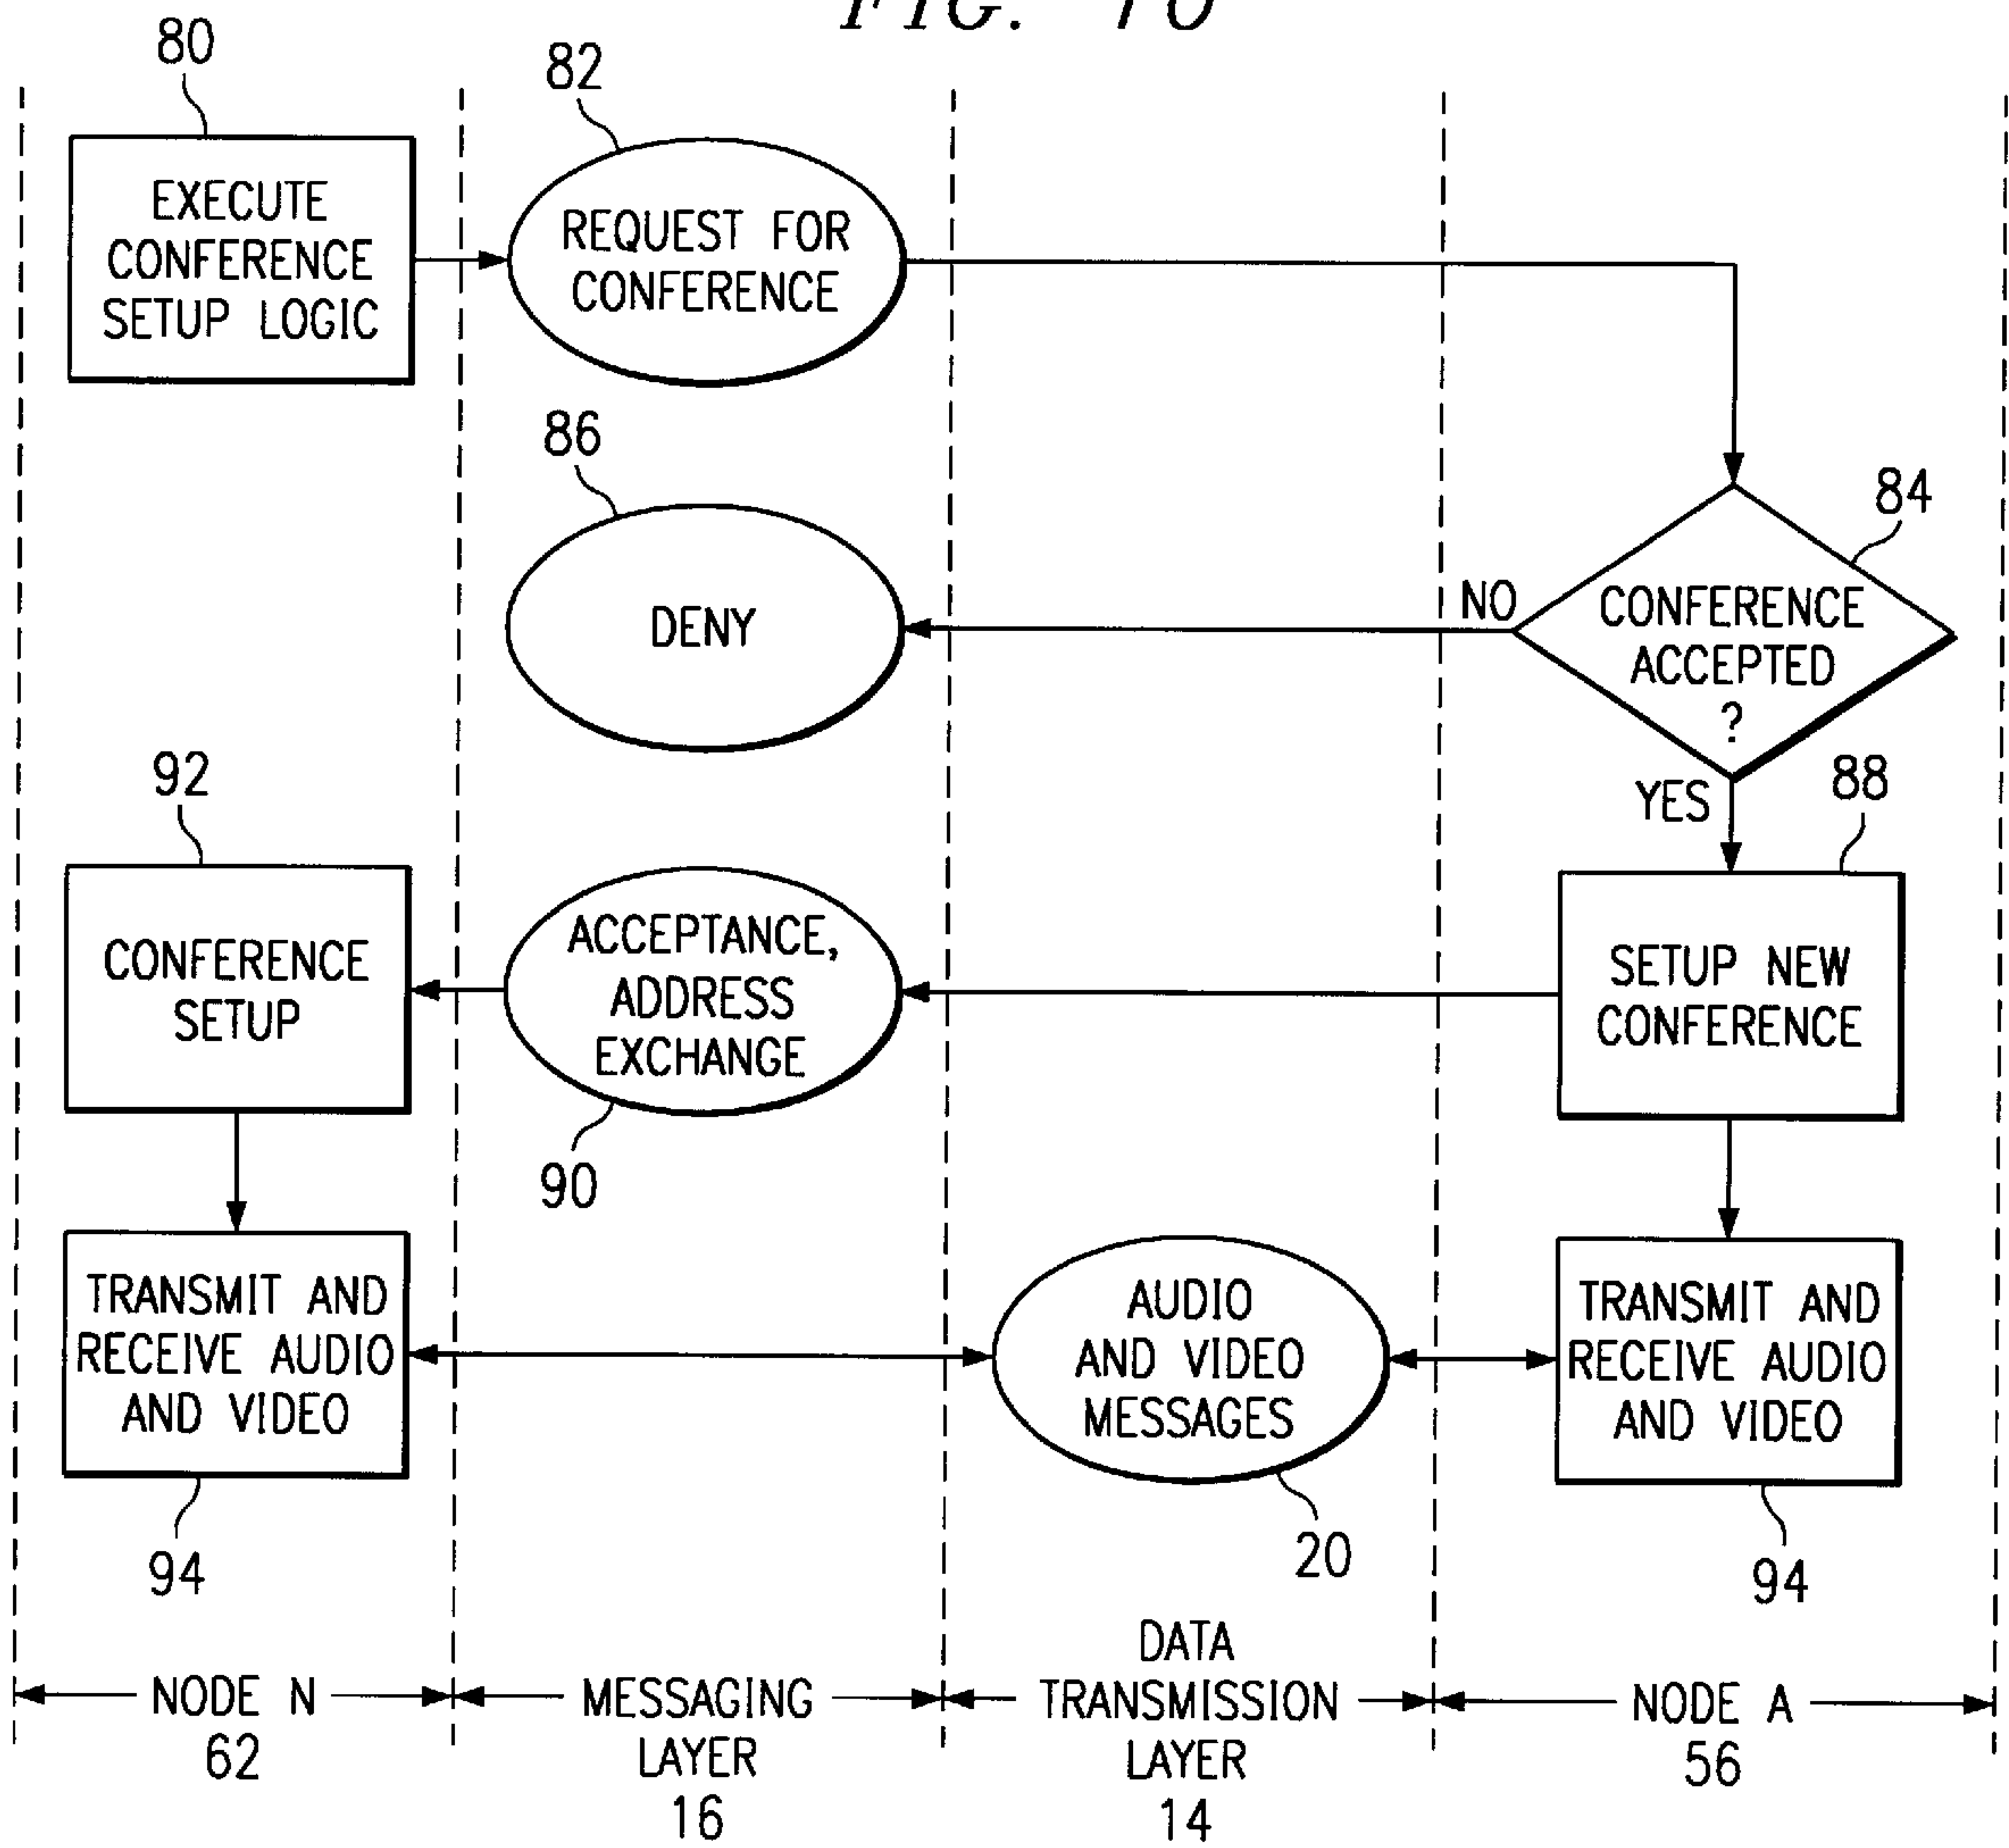 FIG. 10
80
82
EXECUTE
CONFERENCE
SETUP LOGIC
REQUEST FOR
CONFERENCE
86
84
DENY
NO
CONFERENCE
ACCEPTED
?
92
88
YES
CONFERENCE
SETUP
ACCEPTANCE,
ADDRESS
EXCHANGE
SETUP NEW
CONFERENCE
90
TRANSMIT AND
RECEIVE AUDIO
AND VIDEO
AUDIO
AND VIDEO
MESSAGES
TRANSMIT AND
RECEIVE AUDIO
AND VIDEO
94
20
94
NODE N
62
MESSAGING
LAYER
16
DATA
TRANSMISSION
LAYER
14
NODE A
56